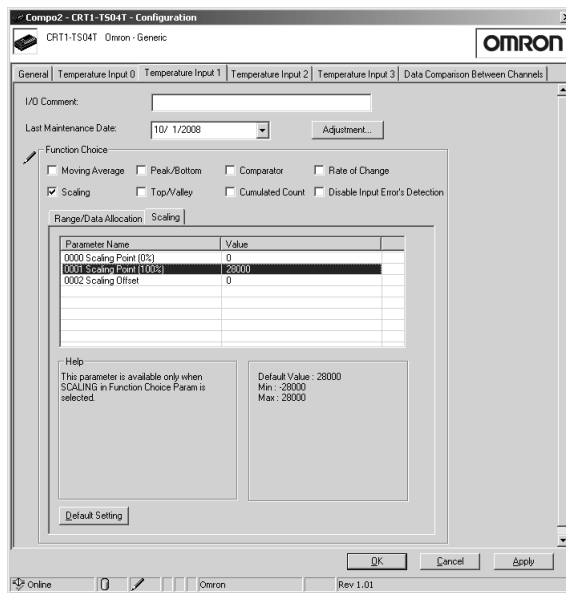 Compo2 - CRT1-TS04T - Configuration
CRT1-TS04T Omron - Generic
OMRON
General Temperature Input 0 Temperature Input 1 Temperature Input 2 Temperature Input 3 Data Comparison Between Channels
I/O Comment:
Last Maintenance Date: 10/ 1/2008 Adjustment...
Function Choice
Moving Average Peak/Bottom Comparator Rate of Change
Scaling Top/Valley Cumulated Count Disable Input Error's Detection
Range/Data Allocation Scaling
Parameter Name Value
0000 Scaling Point (0%) 0
0001 Scaling Point (100%) 28000
0002 Scaling Offset 0
Help
This parameter is available only when
SCALING in Function Choice Param is
selected.
Default Value : 28000
Min : -28000
Max : 28000
Default Setting
OK Cancel Apply
Online Omron Rev 1.01